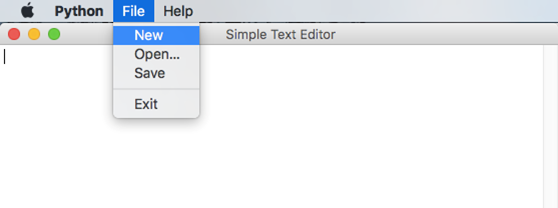 Python File Help
Simple Text Editor
New
Open...
Save
Exit